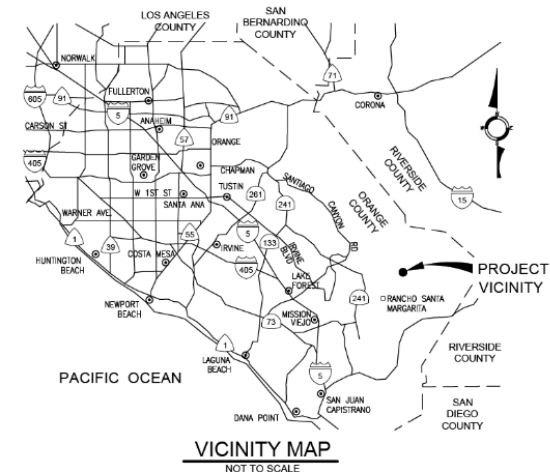 LOS ANGELES
COUNTY
SAN
BERNARDINO
COUNTY
NORWALK
71
605
91
FULLERTON
CORONA
5
91
CARSON ST
ANAHEIM
57
ORANGE
405
GARDEN
GROVE
CHAPMAN
RIVERSIDE
COUNTY
W 1ST ST
TUSTIN
SANTIAGO
CANYON
RD
ORANGE
COUNTY
15
SANTA ANA
261
241
WARNER AVE.
1
39
55
5
133
IRVINE
BLVD
IRVINE
HUNTINGTON
BEACH
COSTA MESA
405
LAKE
FOREST
PROJECT
VICINITY
241
RANCHO SANTA
MARGARITA
NEWPORT
BEACH
73
MISSION
VIEJO
1
LAGUNA
BEACH
RIVERSIDE
COUNTY
PACIFIC OCEAN
5
SAN JUAN
CAPISTRANO
SAN
DIEGO
COUNTY
DANA POINT
VICINITY MAP
NOT TO SCALE